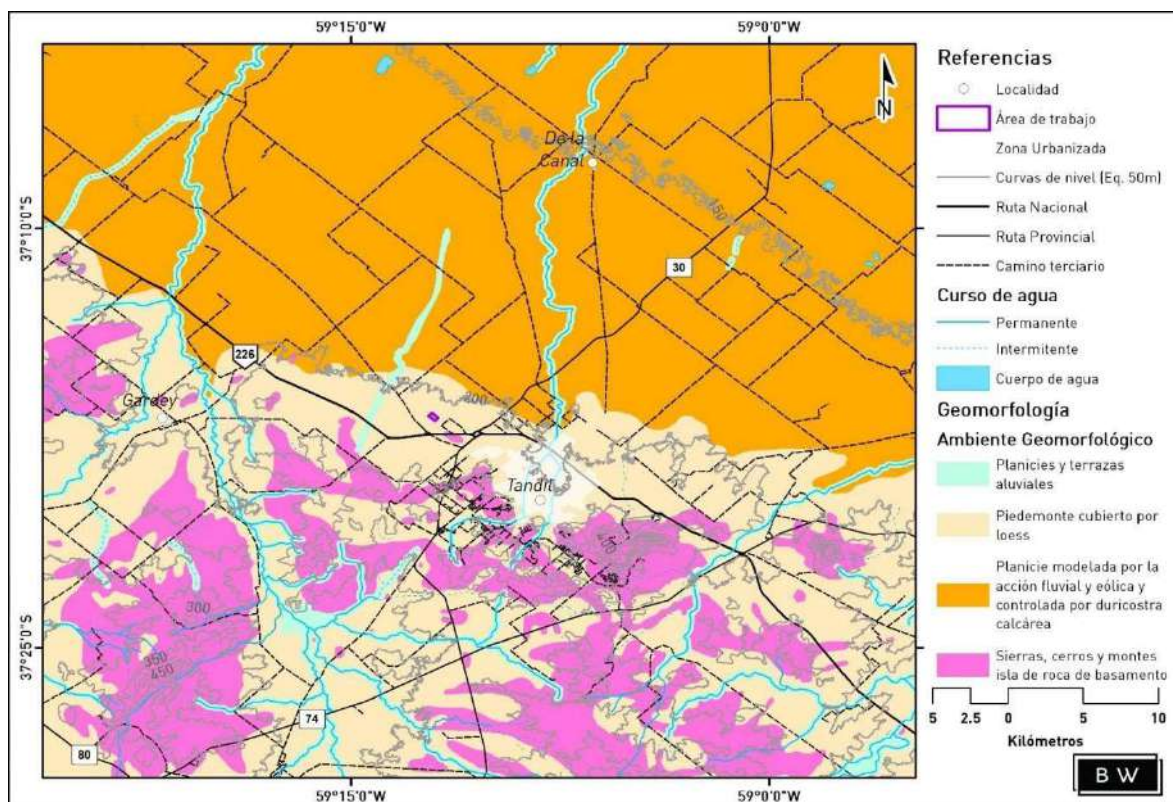 59°15'0"W
59°0'0"W
N
De la
Canal
150
37°10'0"S
30
226
200
Gardey
Tandil
400
300
350
450
37°25'0"S
74
80
59°15'0"W
59°0'0"W
Referencias
Localidad
Área de trabajo
Zona Urbanizada
Curvas de nivel (Eq. 50m)
Ruta Nacional
Ruta Provincial
Camino terciario
Curso de agua
Permanente
Intermitente
Cuerpo de agua
Geomorfología
Ambiente Geomorfológico
Planicies y terrazas
aluviales
Piedemonte cubierto por
loess
Planicie modelada por la
acción fluvial y eólica y
controlada por duricostra
calcárea
Sierras, cerros y montes
isla de roca de basamento
5 2.5 0 5 10
Kilómetros
B W